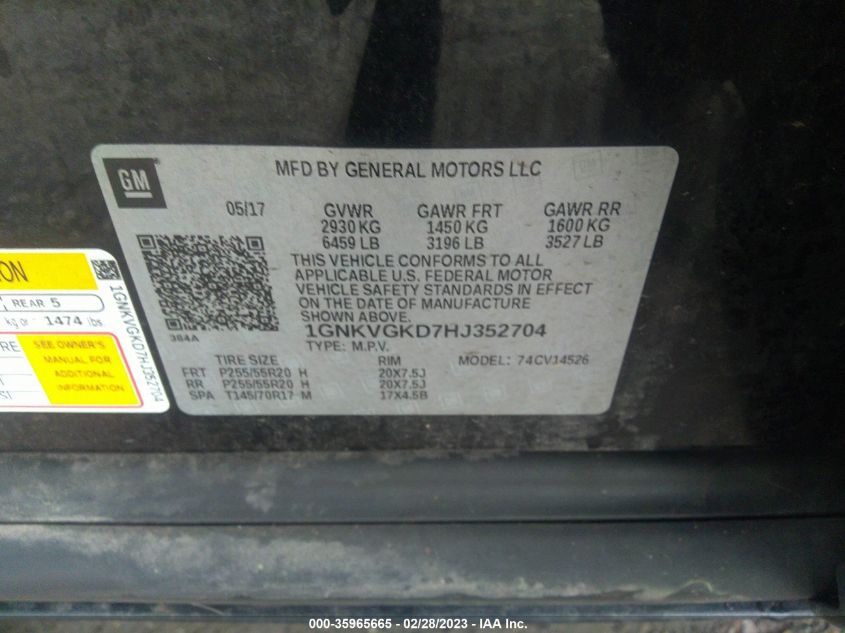 GM
MFD BY GENERAL MOTORS LLC
05/17 GVWR GAWR FRT GAWR RR
2930 KG 1450 KG 1600 KG
6459 LB 3196 LB 3527 LB
THIS VEHICLE CONFORMS TO ALL
APPLICABLE U.S. FEDERAL MOTOR
VEHICLE SAFETY STANDARDS IN EFFECT
ON THE DATE OF MANUFACTURE
SHOWN ABOVE.
384A
1GNKVGKD7HJ352704
TYPE: M.P.V.
TIRE SIZE RIM MODEL: 74CV14526
FRT P255/55R20 H 20X7.5J
RR P255/55R20 H 20X7.5J
SPA T145/70R17 M 17X4.5B
ON
REAR 5
kg or 1474 lbs
RE
SEE OWNER'S
MANUAL FOR
ADDITIONAL
INFORMATION
SI
1GNKVGKD7HJ352704
000-35965665 / 02/28/2023 - IAA Inc.